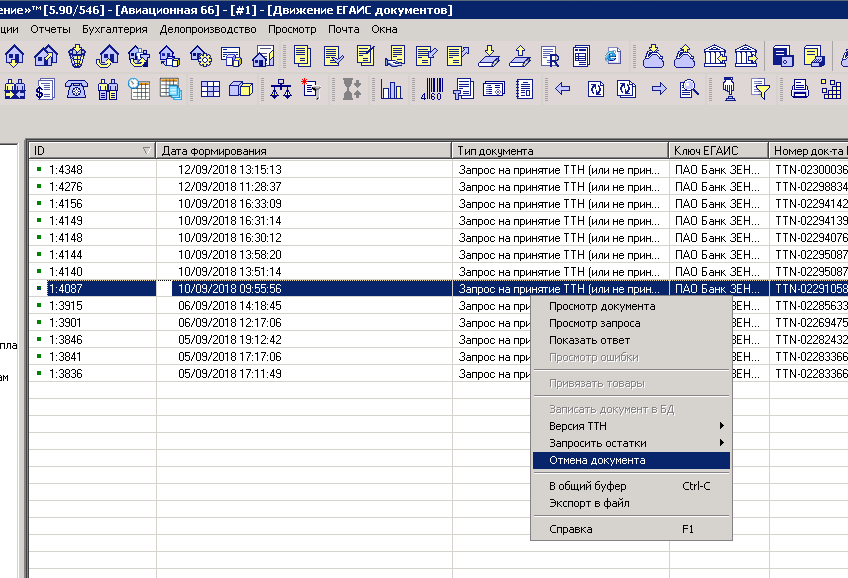 ение»™[5.90/546] - [Авиационная 66] - [#1] - [Движение ЕГАИС документов]
ции Отчеты Бухгалтерия Делопроизводство Просмотр Почта Окна
ID Дата формирования Тип документа Ключ ЕГАИС Номер док-та
1:4348 12/09/2018 13:15:13 Запрос на принятие ТТН (или не прин... ПАО Банк ЗЕН... TTN-02300036
1:4276 12/09/2018 11:28:37 Запрос на принятие ТТН (или не прин... ПАО Банк ЗЕН... TTN-02298834
1:4156 10/09/2018 16:33:09 Запрос на принятие ТТН (или не прин... ПАО Банк ЗЕН... TTN-02294142
1:4149 10/09/2018 16:31:14 Запрос на принятие ТТН (или не прин... ПАО Банк ЗЕН... TTN-02294139
1:4148 10/09/2018 16:30:12 Запрос на принятие ТТН (или не прин... ПАО Банк ЗЕН... TTN-02294076
1:4144 10/09/2018 13:58:20 Запрос на принятие ТТН (или не прин... ПАО Банк ЗЕН... TTN-02295087
1:4140 10/09/2018 13:51:14 Запрос на принятие ТТН (или не прин... ПАО Банк ЗЕН... TTN-02295087
1:4087 10/09/2018 09:55:56 Запрос на принятие ТТН (или не прин... ПАО Банк ЗЕН... TTN-02291058
1:3915 06/09/2018 14:18:45 Запрос на при ЗЕН... TTN-02285633
1:3901 06/09/2018 12:17:06 Запрос на при ЗЕН... TTN-02269475
1:3846 05/09/2018 19:12:42 Запрос на при ЗЕН... TTN-02282432
1:3841 05/09/2018 17:17:06 Запрос на при ЗЕН... TTN-02283366
1:3836 05/09/2018 17:11:49 Запрос на при ЗЕН... TTN-02283366
пла
ам
Просмотр документа
Просмотр запроса
Показать ответ
Просмотр ошибки
Привязать товары
Записать документ в БД
Версия ТТН
Запросить остатки
Отмена документа
В общий буфер Ctrl-C
Экспорт в файл
Справка F1